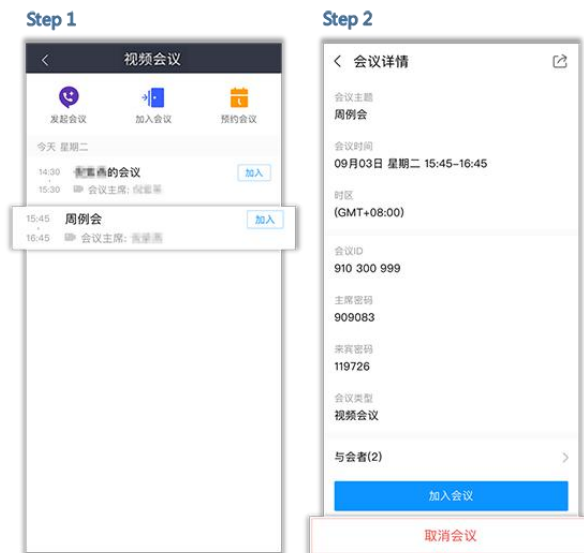 Step 1
视频会议
发起会议
加入会议
预约会议
今天 星期二
14:30
的会议
加入
15:30
会议主席:
15:45
周例会
加入
16:45
会议主席:
Step 2
会议详情
会议主题
周例会
会议时间
09月03日 星期二 15:45-16:45
时区
(GMT+08:00)
会议ID
910 300 999
主席密码
909083
来宾密码
119726
会议类型
视频会议
与会者(2)
加入会议
取消会议